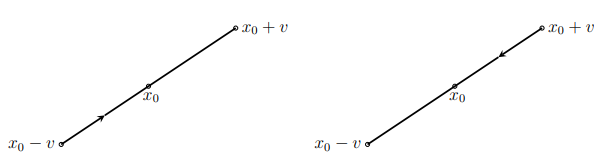 x₀ + v
x₀
x₀ − v
x₀ + v
x₀
x₀ − v